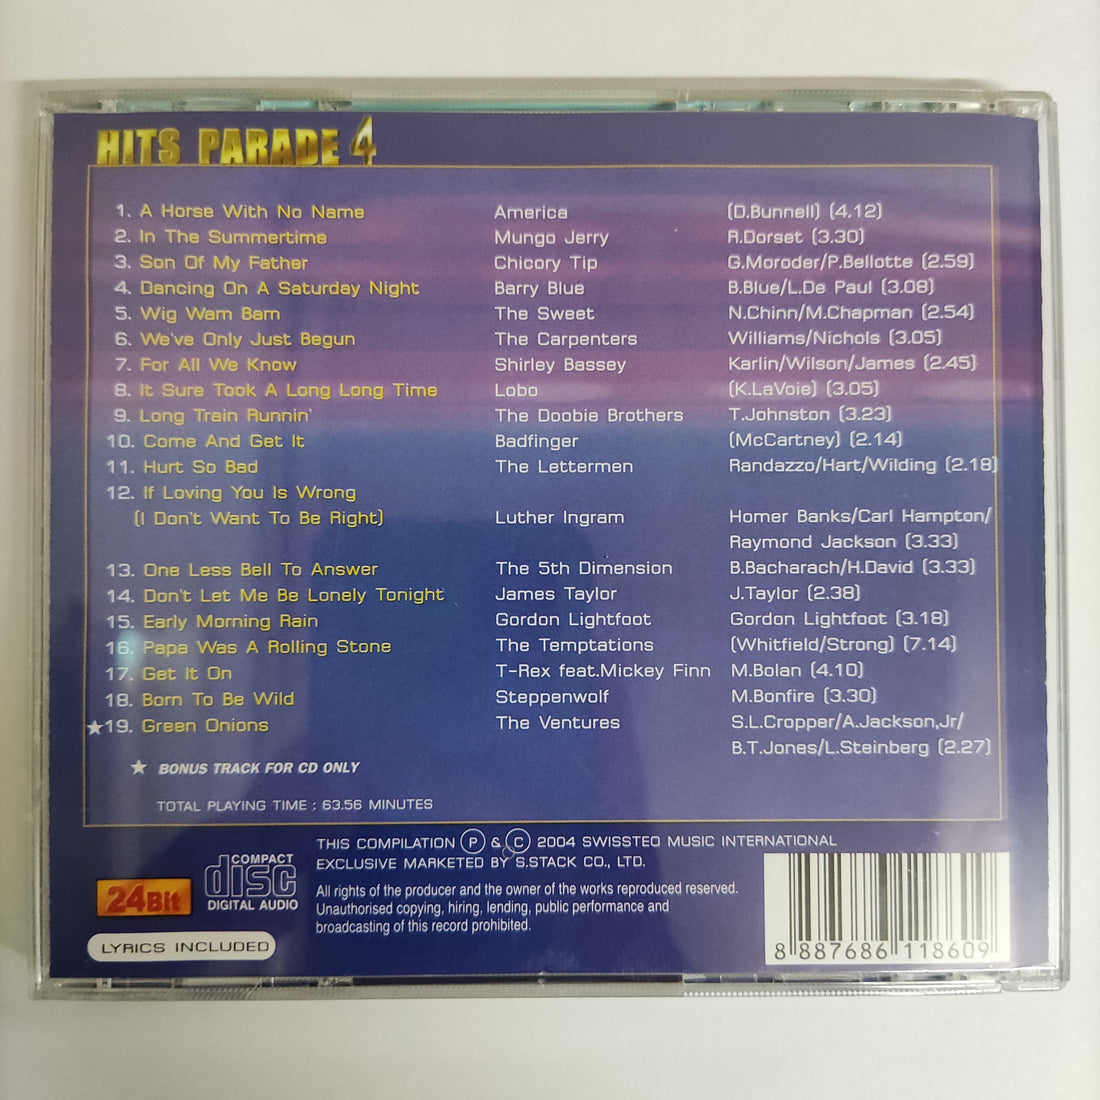 HITS PARADE 4
1. A Horse With No Name America (D.Bunnell) (4.12)
2. In The Summertime Mungo Jerry R.Dorset (3.30)
3. Son Of My Father Chicory Tip G.Moroder/P.Bellotte (2.59)
4. Dancing On A Saturday Night Barry Blue B.Blue/L.De Paul (3.08)
5. Wig Wam Bam The Sweet N.Chinn/M.Chapman (2.54)
6. We've Only Just Begun The Carpenters Williams/Nichols (3.05)
7. For All We Know Shirley Bassey Karlin/Wilson/James (2.45)
8. It Sure Took A Long Long Time Lobo (K.LaVoie) (3.05)
9. Long Train Runnin' The Doobie Brothers T.Johnston (3.23)
10. Come And Get It Badfinger (McCartney) (2.14)
11. Hurt So Bad The Lettermen Randazzo/Hart/Wilding (2.18)
12. If Loving You Is Wrong
(I Don't Want To Be Right) Luther Ingram Homer Banks/Carl Hampton/
Raymond Jackson (3.33)
13. One Less Bell To Answer The 5th Dimension B.Bacharach/H.David (3.33)
14. Don't Let Me Be Lonely Tonight James Taylor J.Taylor (2.38)
15. Early Morning Rain Gordon Lightfoot Gordon Lightfoot (3.18)
16. Papa Was A Rolling Stone The Temptations (Whitfield/Strong) (7.14)
17. Get It On T-Rex feat.Mickey Finn M.Bolan (4.10)
18. Born To Be Wild Steppenwolf M.Bonfire (3.30)
★19. Green Onions The Ventures S.L.Cropper/A.Jackson,Jr/
B.T.Jones/L.Steinberg (2.27)
★ BONUS TRACK FOR CD ONLY
TOTAL PLAYING TIME : 63.56 MINUTES
THIS COMPILATION Ⓟ & Ⓒ 2004 SWISSTEO MUSIC INTERNATIONAL
EXCLUSIVE MARKETED BY S.STACK CO., LTD.
24Bit
COMPACT
disc
DIGITAL AUDIO
All rights of the producer and the owner of the works reproduced reserved.
Unauthorised copying, hiring, lending, public performance and
broadcasting of this record prohibited.
LYRICS INCLUDED
8 887686 118609